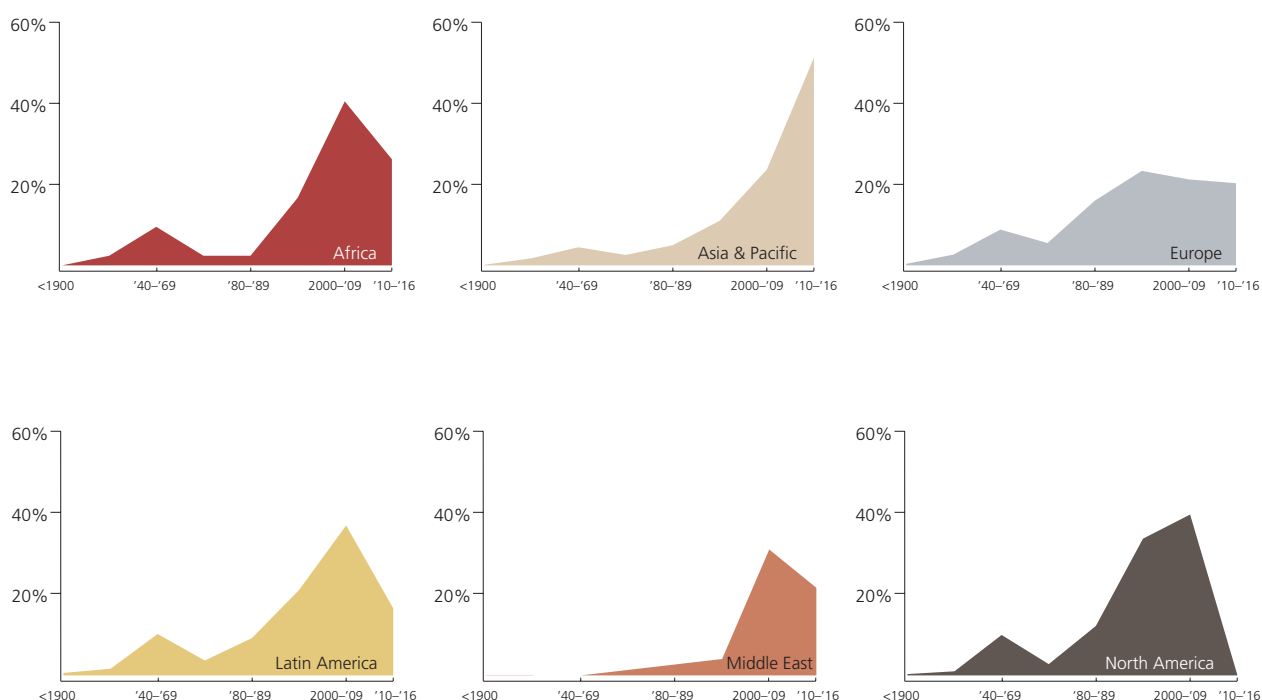 60% 60% 60%
40% 40% 40%
20% 20% 20%
Africa Asia & Pacific Europe
<1900 ’40–’69 ’80–’89 2000–’09 ’10–’16 <1900 ’40–’69 ’80–’89 2000–’09 ’10–’16 <1900 ’40–’69 ’80–’89 2000–’09 ’10–’16
60% 60% 60%
40% 40% 40%
20% 20% 20%
Latin America Middle East North America
<1900 ’40–’69 ’80–’89 2000–’09 ’10–’16 <1900 ’40–’69 ’80–’89 2000–’09 ’10–’16 <1900 ’40–’69 ’80–’89 2000–’09 ’10–’16